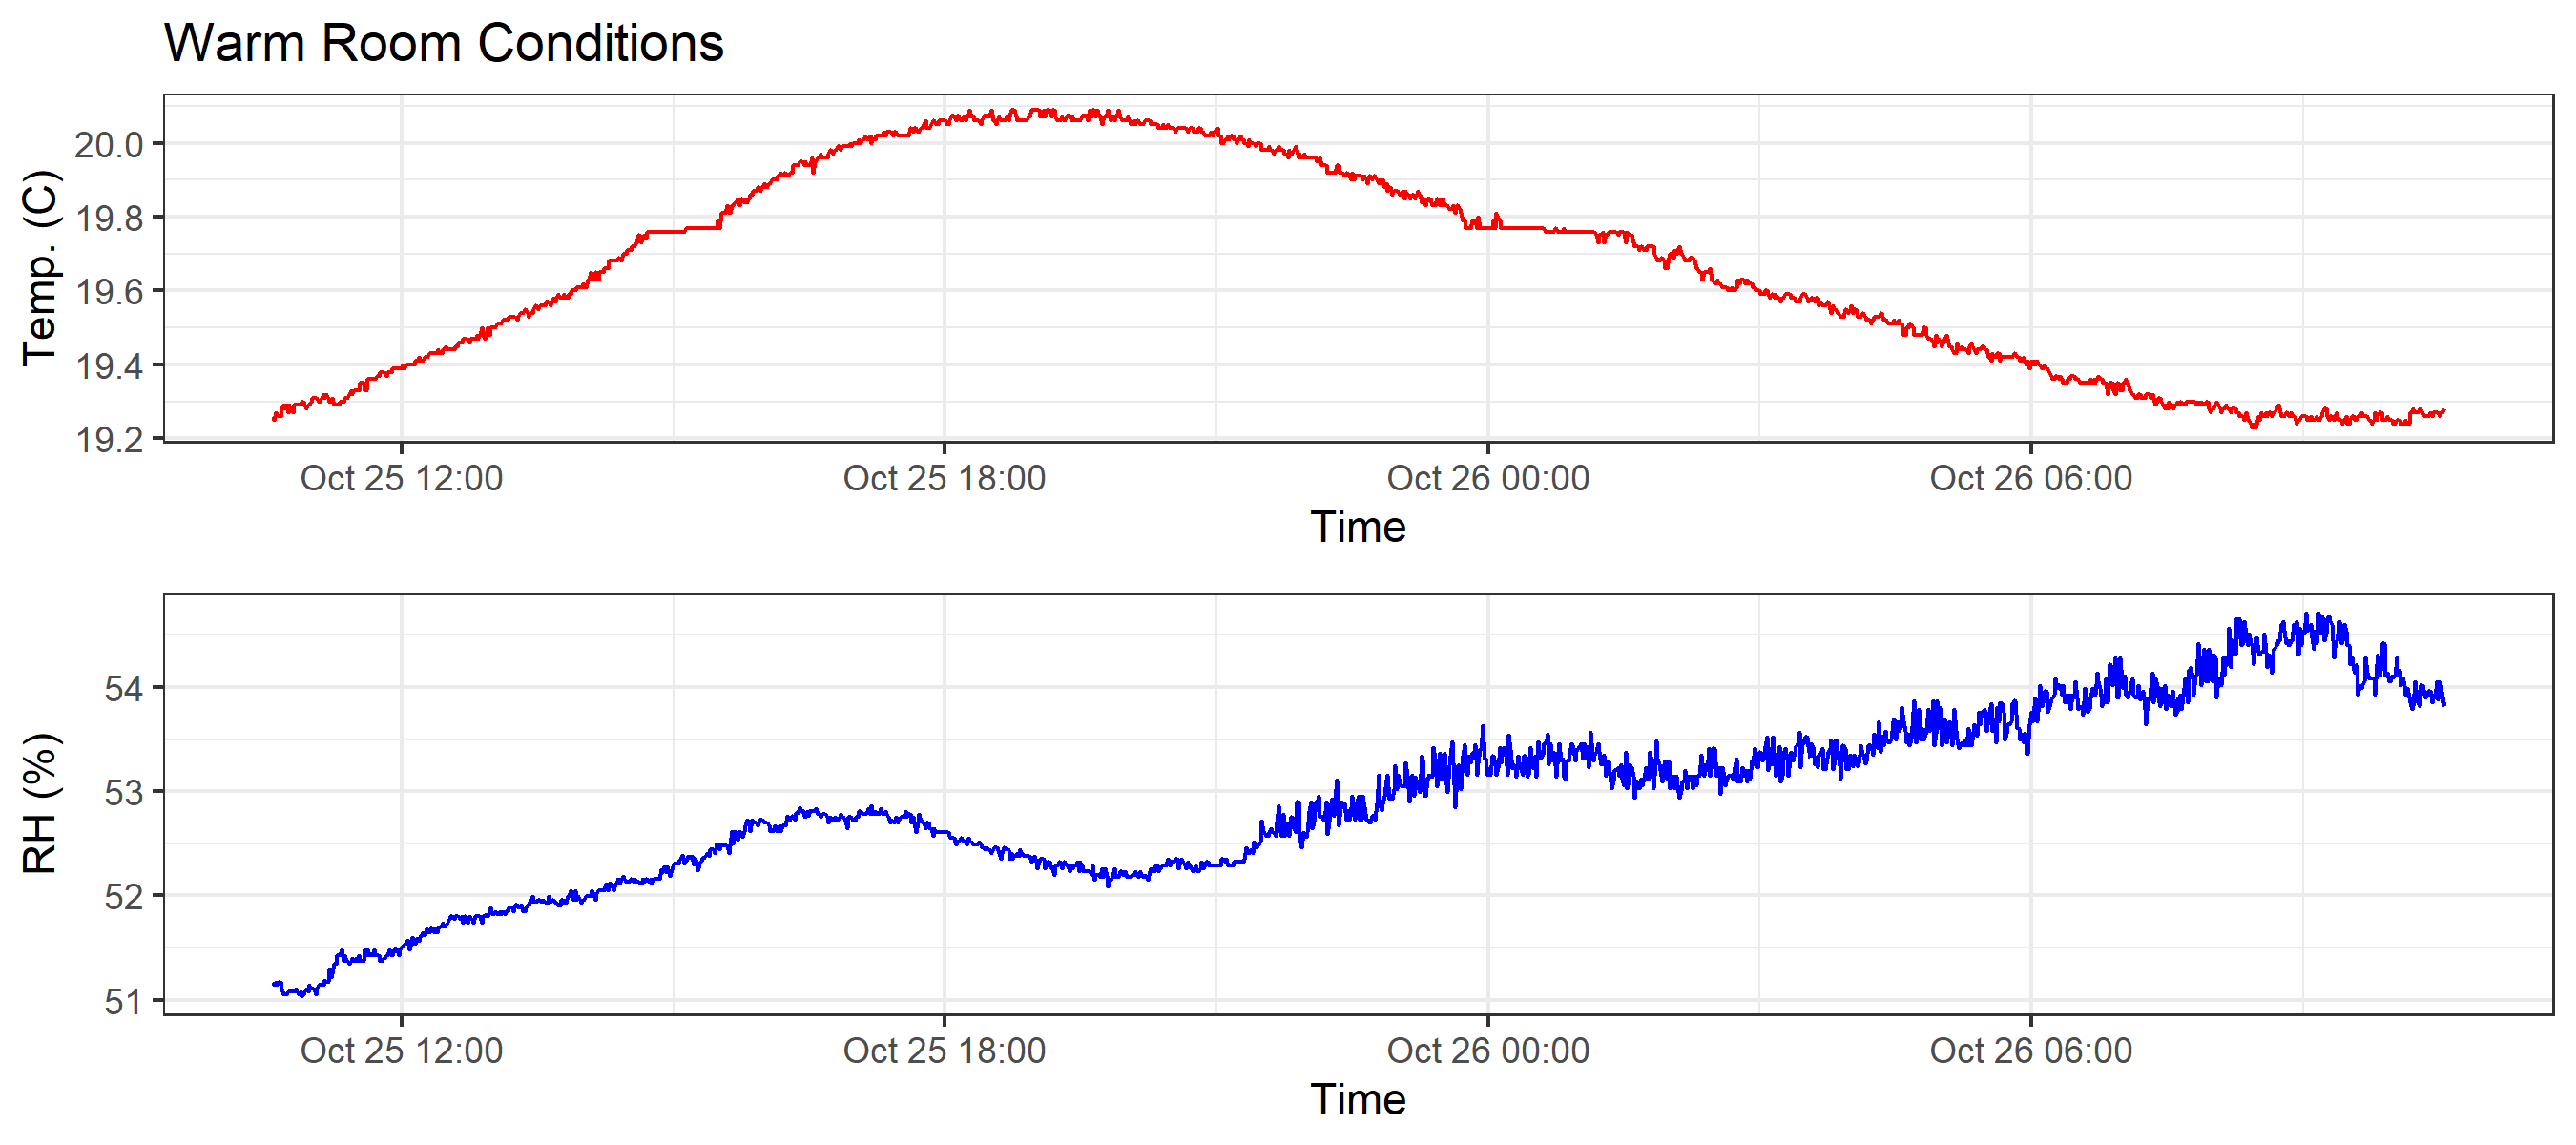 Warm Room Conditions
Temp. (C)
20.0
19.8
19.6
19.4
19.2
Oct 25 12:00 Oct 25 18:00 Oct 26 00:00 Oct 26 06:00
Time
RH (%)
54
53
52
51
Oct 25 12:00 Oct 25 18:00 Oct 26 00:00 Oct 26 06:00
Time